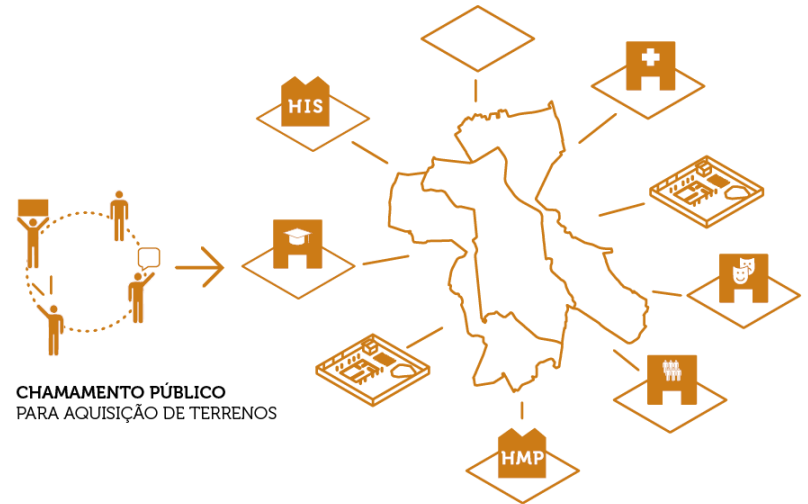 HIS
CHAMAMENTO PÚBLICO
PARA AQUISIÇÃO DE TERRENOS
HMP